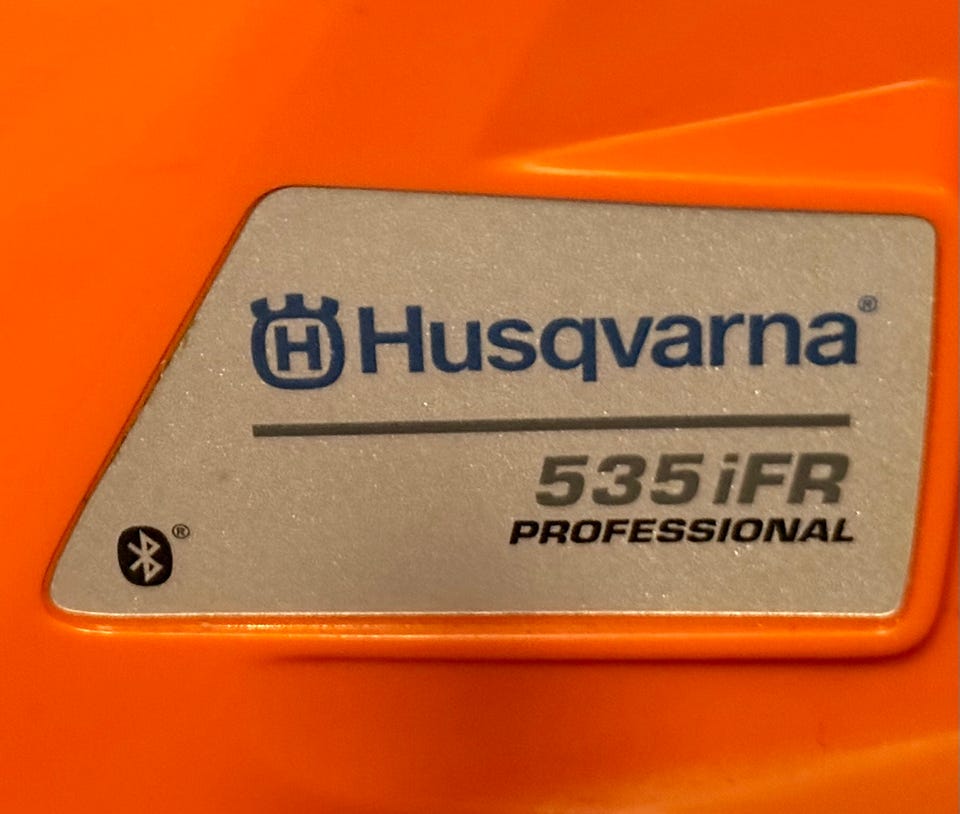 H Husqvarna®
535iFR
PROFESSIONAL
®